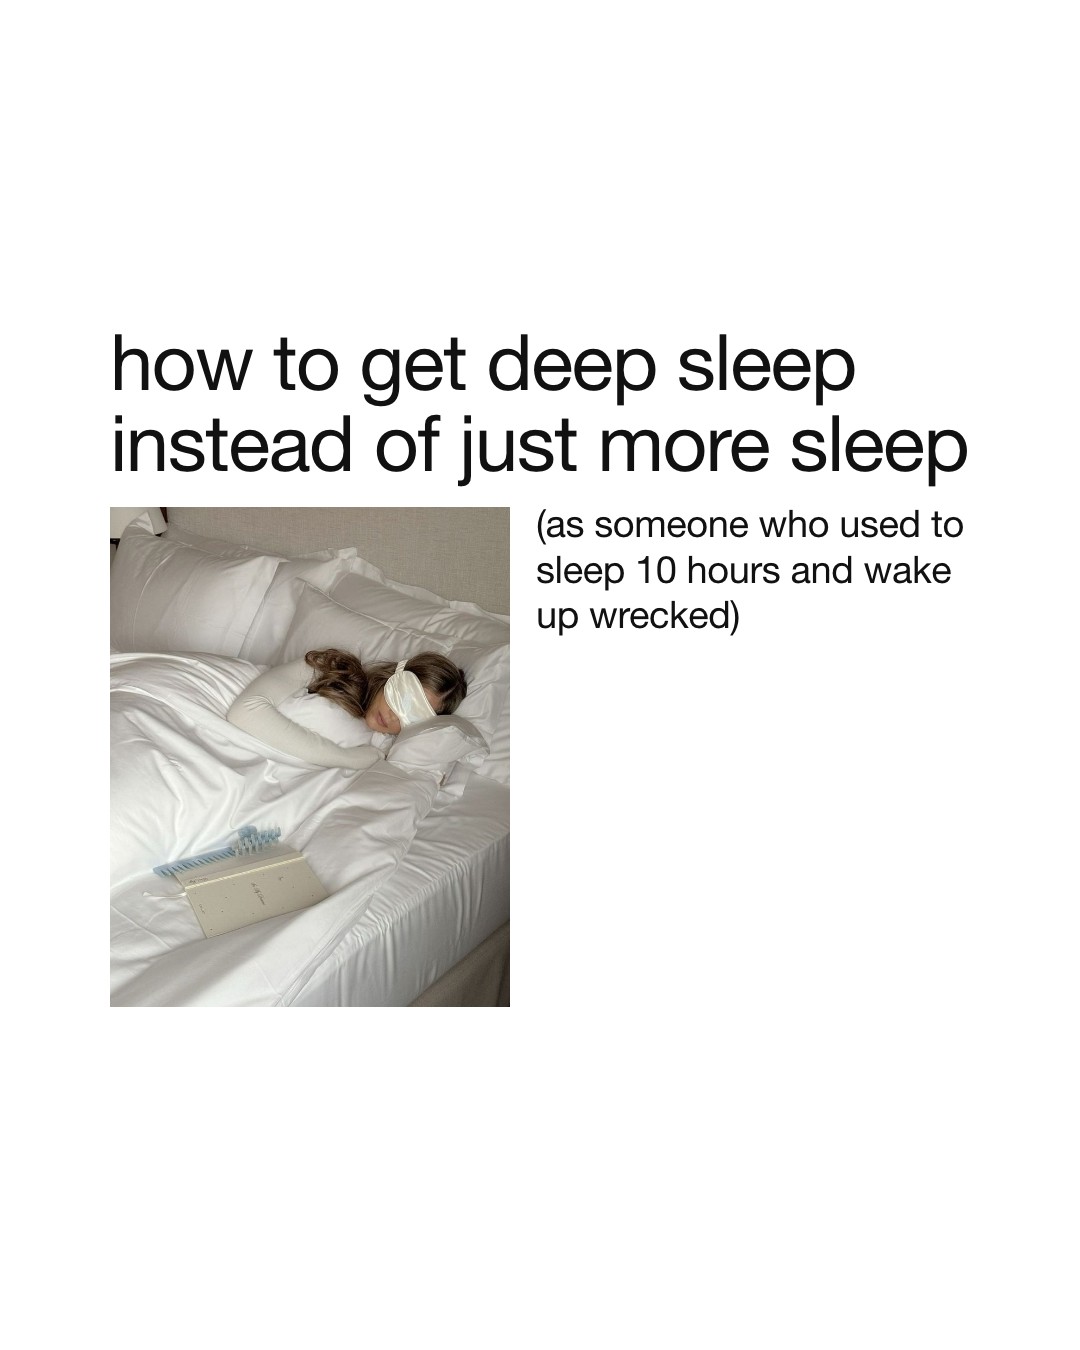 how to get deep sleep
instead of just more sleep
(as someone who used to
sleep 10 hours and wake
up wrecked)